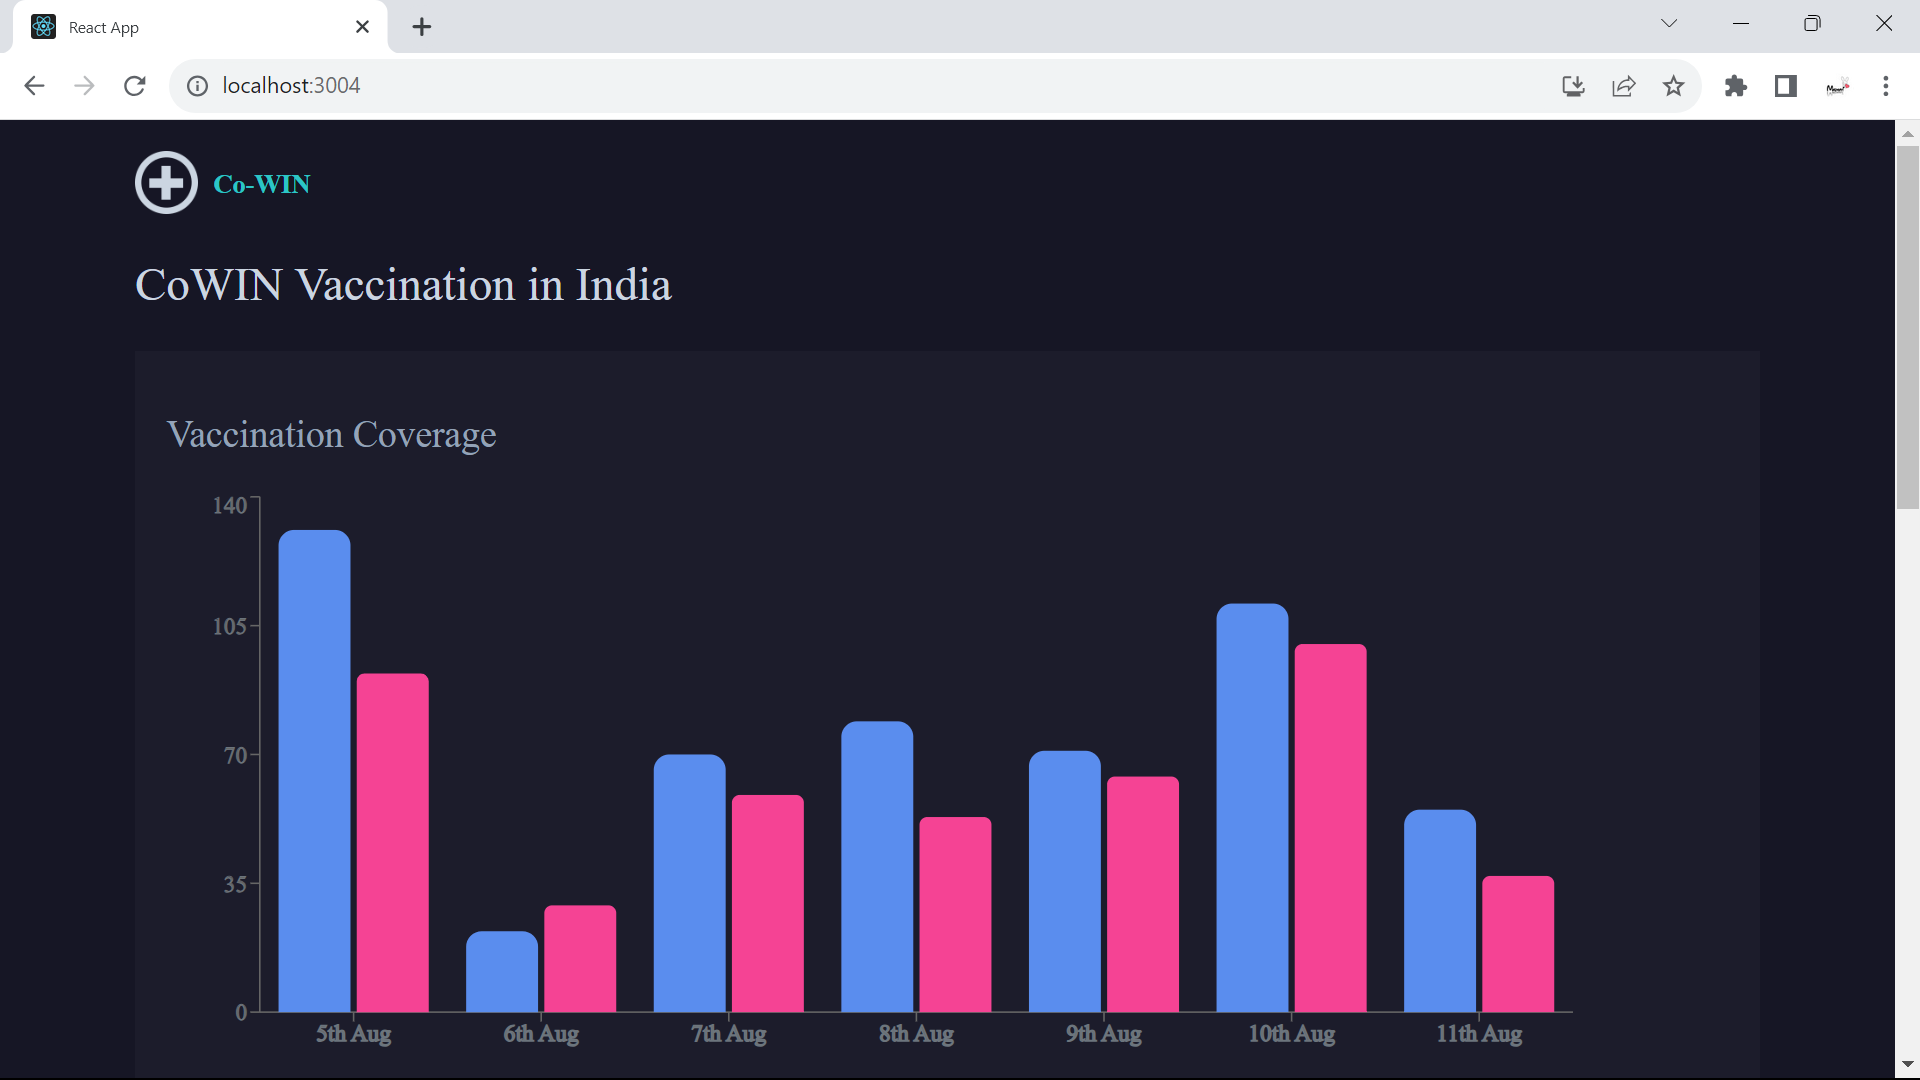 React App
localhost:3004
Co-WIN
CoWIN Vaccination in India
Vaccination Coverage
140
105
70
35
0
5th Aug 6th Aug 7th Aug 8th Aug 9th Aug 10th Aug 11th Aug